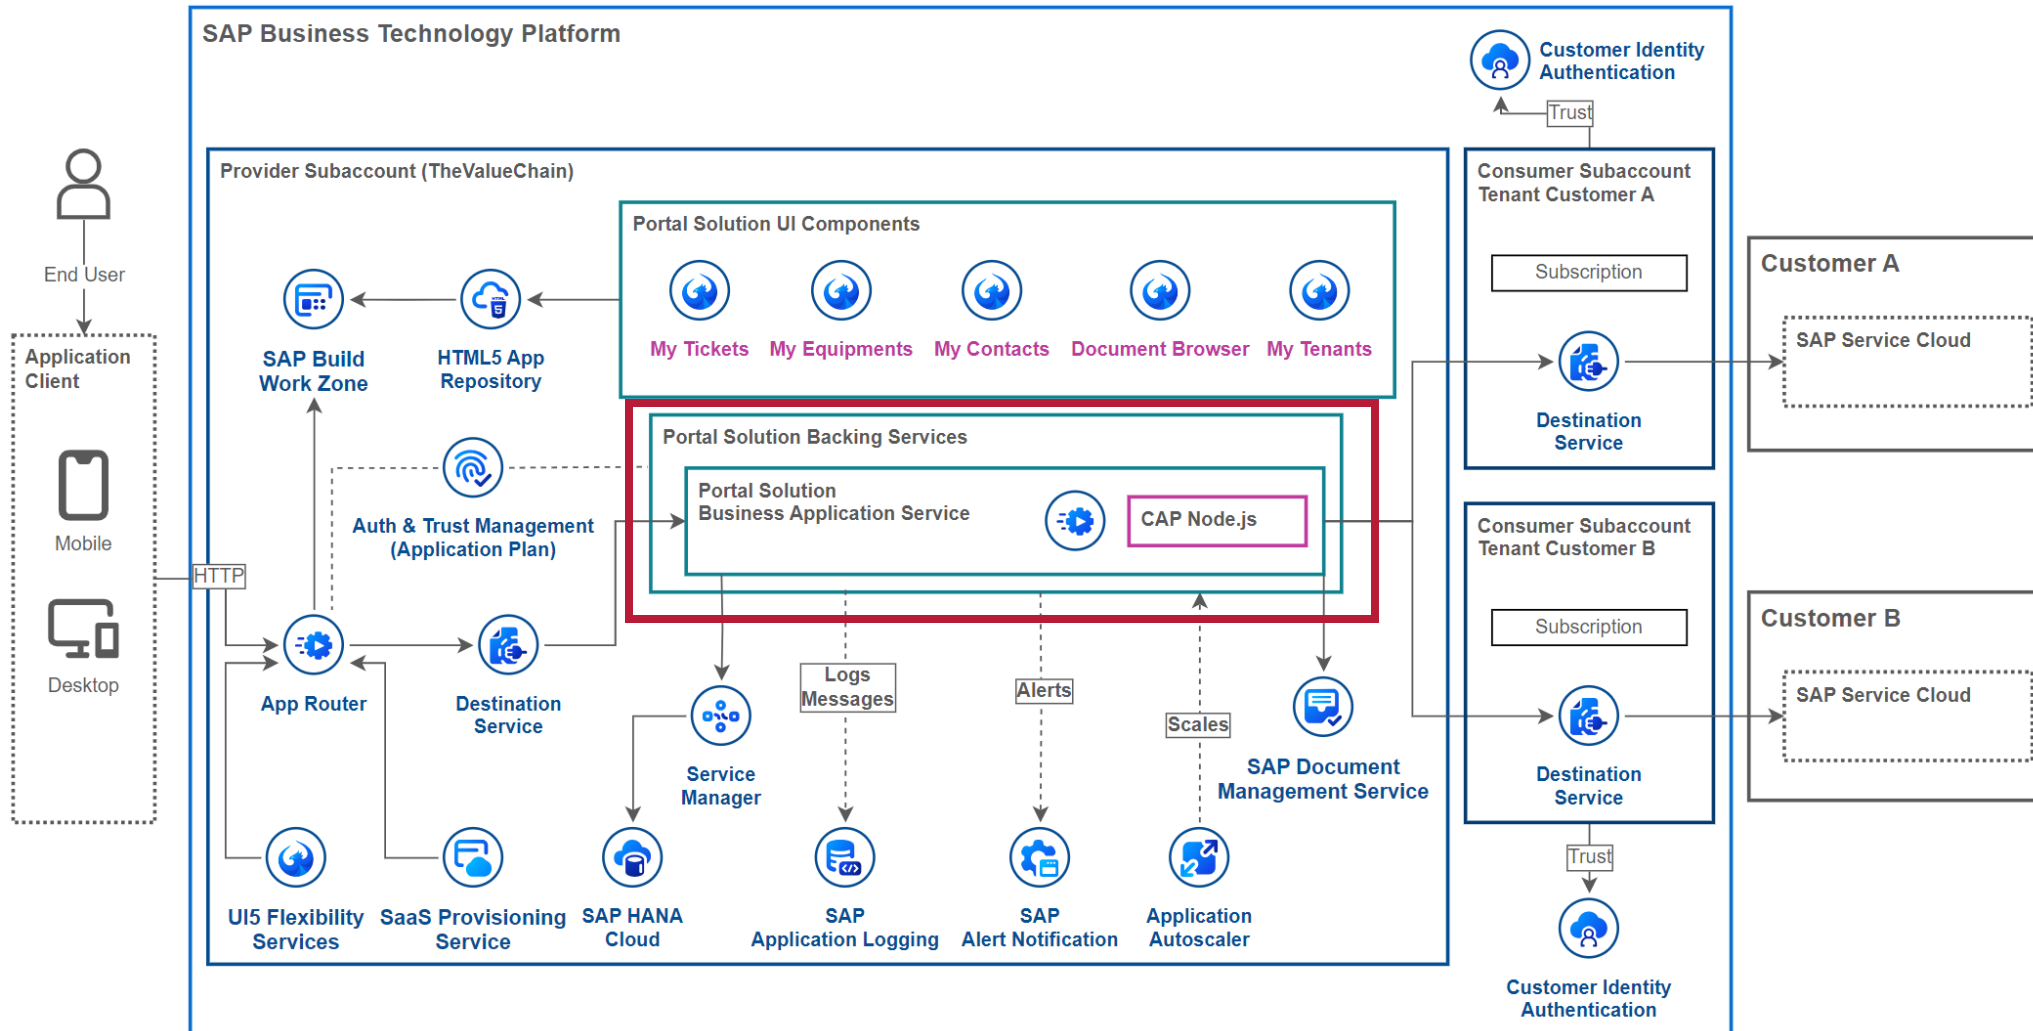 SAP Business Technology Platform
Customer Identity
Authentication
Trust
Provider Subaccount (TheValueChain)
Consumer Subaccount
Tenant Customer A
Subscription
Destination
Service
Customer A
SAP Service Cloud
End User
Application
Client
Mobile
Desktop
HTTP
Portal Solution UI Components
My Tickets
My Equipments
My Contacts
Document Browser
My Tenants
SAP Build
Work Zone
HTML5 App
Repository
Auth & Trust Management
(Application Plan)
Portal Solution Backing Services
Portal Solution
Business Application Service
CAP Node.js
App Router
Destination
Service
Service
Manager
Logs
Messages
Alerts
Scales
SAP Document
Management Service
UI5 Flexibility
Services
SaaS Provisioning
Service
SAP HANA
Cloud
SAP
Application Logging
SAP
Alert Notification
Application
Autoscaler
Consumer Subaccount
Tenant Customer B
Subscription
Destination
Service
Customer B
SAP Service Cloud
Trust
Customer Identity
Authentication